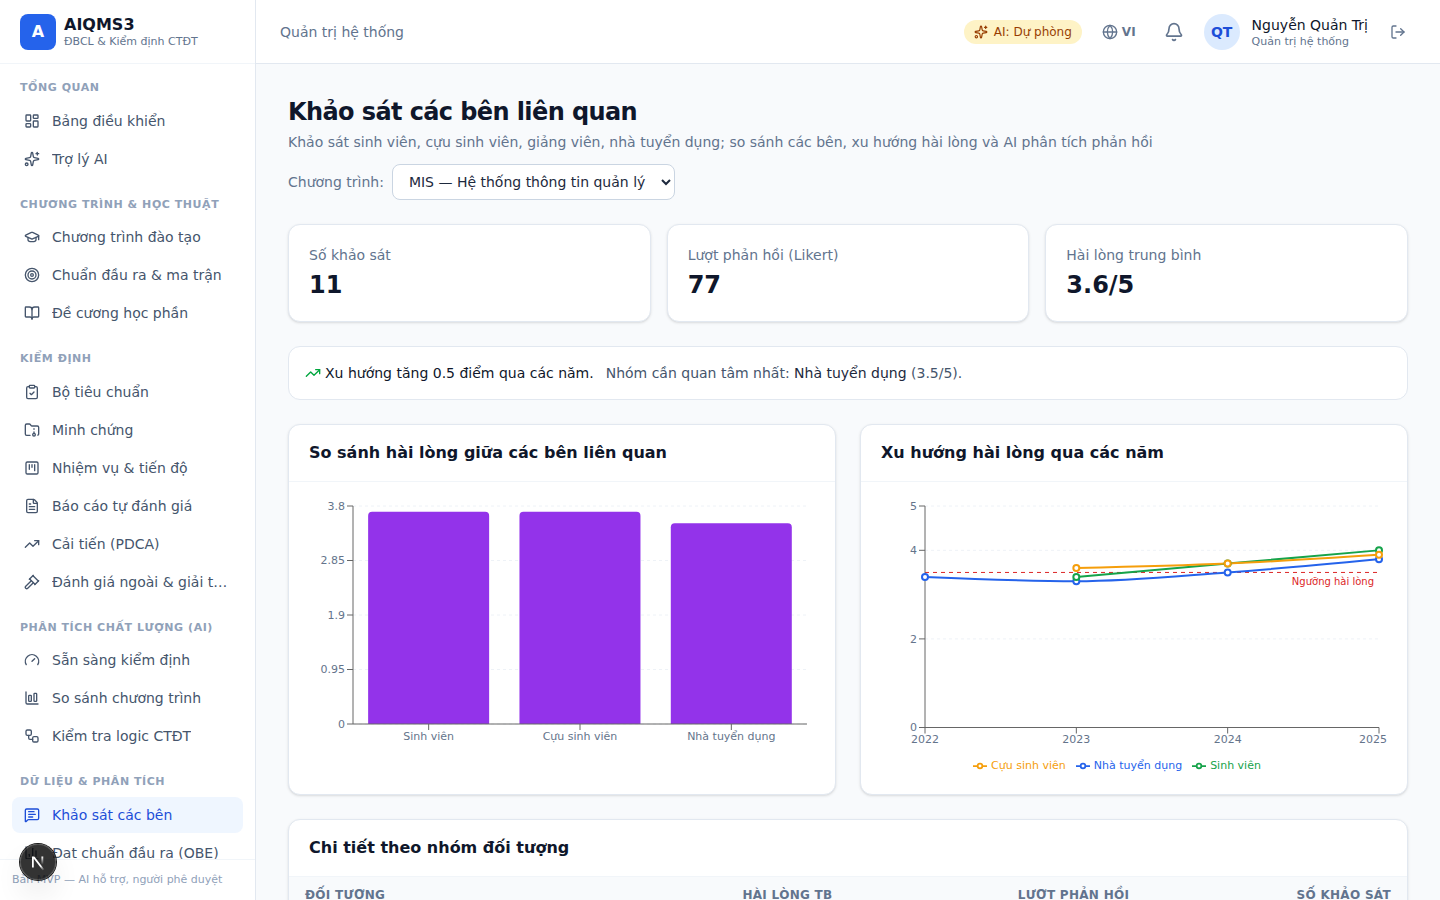 A
AIQMS3
ĐBCL & Kiểm định CTĐT
TỔNG QUAN
Bảng điều khiển
Trợ lý AI
CHƯƠNG TRÌNH & HỌC THUẬT
Chương trình đào tạo
Chuẩn đầu ra & ma trận
Đề cương học phần
KIỂM ĐỊNH
Bộ tiêu chuẩn
Minh chứng
Nhiệm vụ & tiến độ
Báo cáo tự đánh giá
Cải tiến (PDCA)
Đánh giá ngoài & giải t...
PHÂN TÍCH CHẤT LƯỢNG (AI)
Sẵn sàng kiểm định
So sánh chương trình
Kiểm tra logic CTĐT
DỮ LIỆU & PHÂN TÍCH
Khảo sát các bên
Đạt chuẩn đầu ra (OBE)
N
MVP — AI hỗ trợ, người phê duyệt
Quản trị hệ thống
AI: Dự phòng
VI
QT
Nguyễn Quản Trị
Quản trị hệ thống
Khảo sát các bên liên quan
Khảo sát sinh viên, cựu sinh viên, giảng viên, nhà tuyển dụng; so sánh các bên, xu hướng hài lòng và AI phân tích phản hồi
Chương trình: MIS — Hệ thống thông tin quản lý
Số khảo sát
11
Lượt phản hồi (Likert)
77
Hài lòng trung bình
3.6/5
Xu hướng tăng 0.5 điểm qua các năm. Nhóm cần quan tâm nhất: Nhà tuyển dụng (3.5/5).
So sánh hài lòng giữa các bên liên quan
3.8
2.85
1.9
0.95
0
Sinh viên Cựu sinh viên Nhà tuyển dụng
Xu hướng hài lòng qua các năm
5
4
Ngưỡng hài lòng
2
0
2022 2023 2024 2025
Cựu sinh viên Nhà tuyển dụng Sinh viên
Chi tiết theo nhóm đối tượng
ĐỐI TƯỢNG HÀI LÒNG TB LƯỢT PHẢN HỒI SỐ KHẢO SÁT